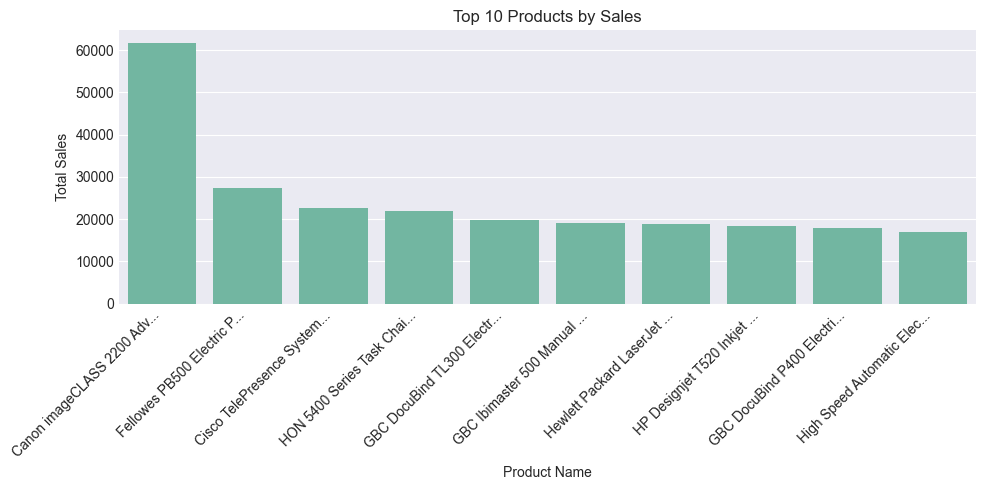 Top 10 Products by Sales
Total Sales
60000
50000
40000
30000
20000
10000
0
Canon imageCLASS 2200 Adv...
Fellowes PB500 Electric P...
Cisco TelePresence System...
HON 5400 Series Task Chai...
GBC DocuBind TL300 Electr...
GBC Ibimaster 500 Manual ...
Hewlett Packard LaserJet ...
HP Designjet T520 Inkjet ...
GBC DocuBind P400 Electri...
High Speed Automatic Elec...
Product Name